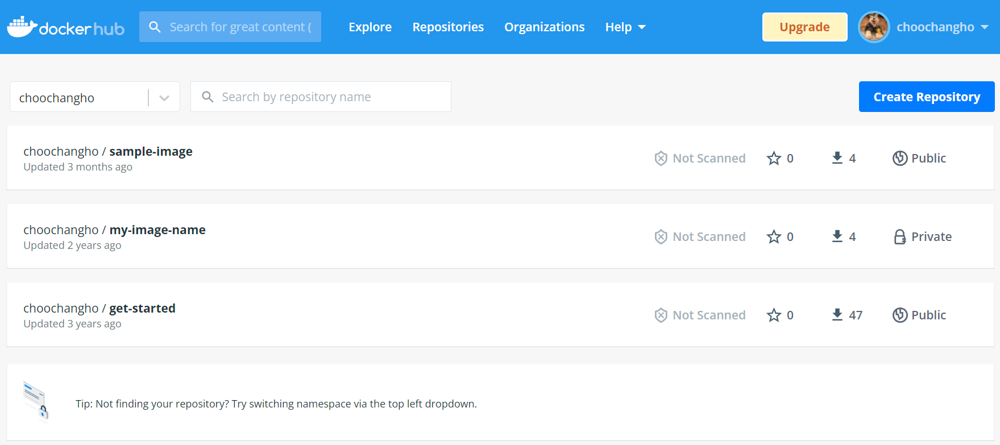 docker hub
Search for great content (
Explore
Repositories
Organizations
Help
Upgrade
choochangho
choochangho
Search by repository name
Create Repository
choochangho / sample-image
Updated 3 months ago
Not Scanned
0
4
Public
choochangho / my-image-name
Updated 2 years ago
Not Scanned
0
4
Private
choochangho / get-started
Updated 3 years ago
Not Scanned
0
47
Public
Tip: Not finding your repository? Try switching namespace via the top left dropdown.